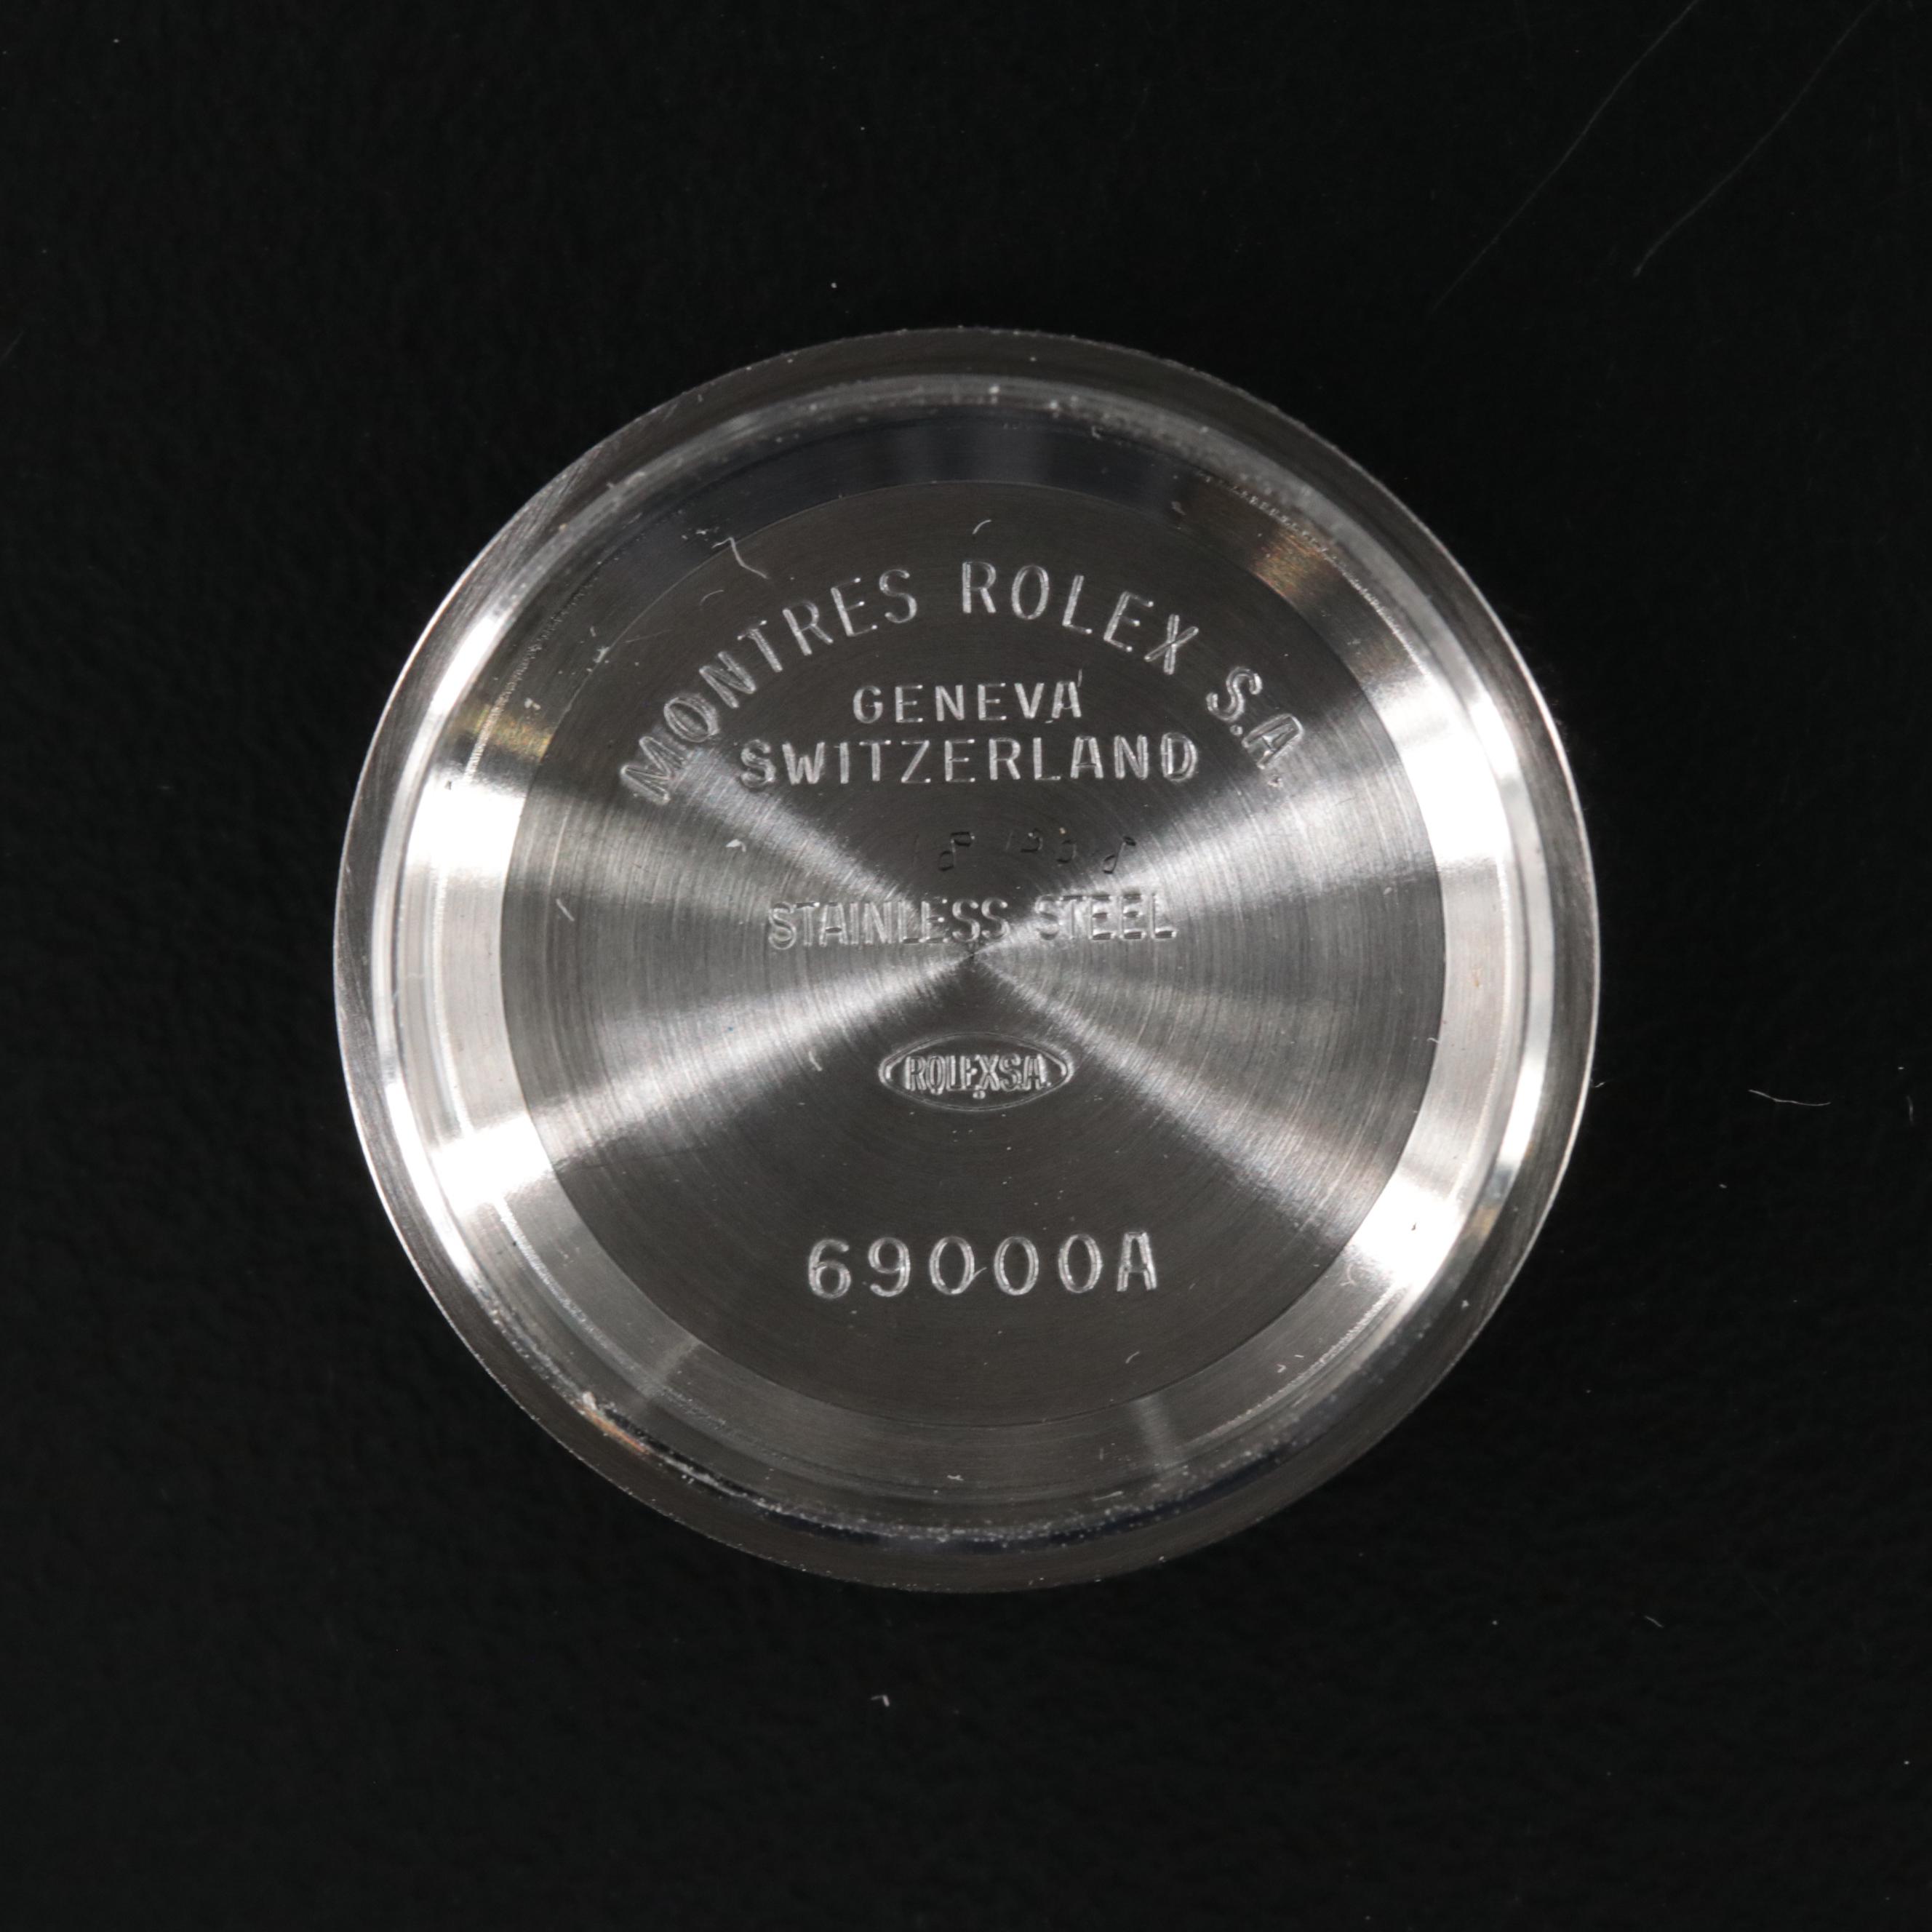 MONTRES ROLEX S.A.
GENEVA
SWITZERLAND
STAINLESS STEEL
ROLEXSA
69000A